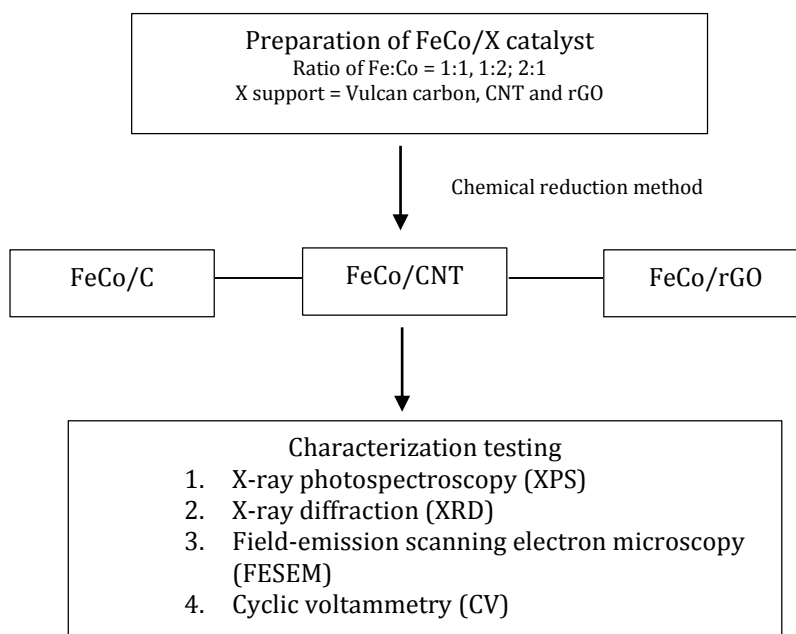 Preparation of FeCo/X catalyst
Ratio of Fe:Co = 1:1, 1:2; 2:1
X support = Vulcan carbon, CNT and rGO
Chemical reduction method
FeCo/C
FeCo/CNT
FeCo/rGO
Characterization testing
1. X-ray photospectroscopy (XPS)
2. X-ray diffraction (XRD)
3. Field-emission scanning electron microscopy
(FESEM)
4. Cyclic voltammetry (CV)